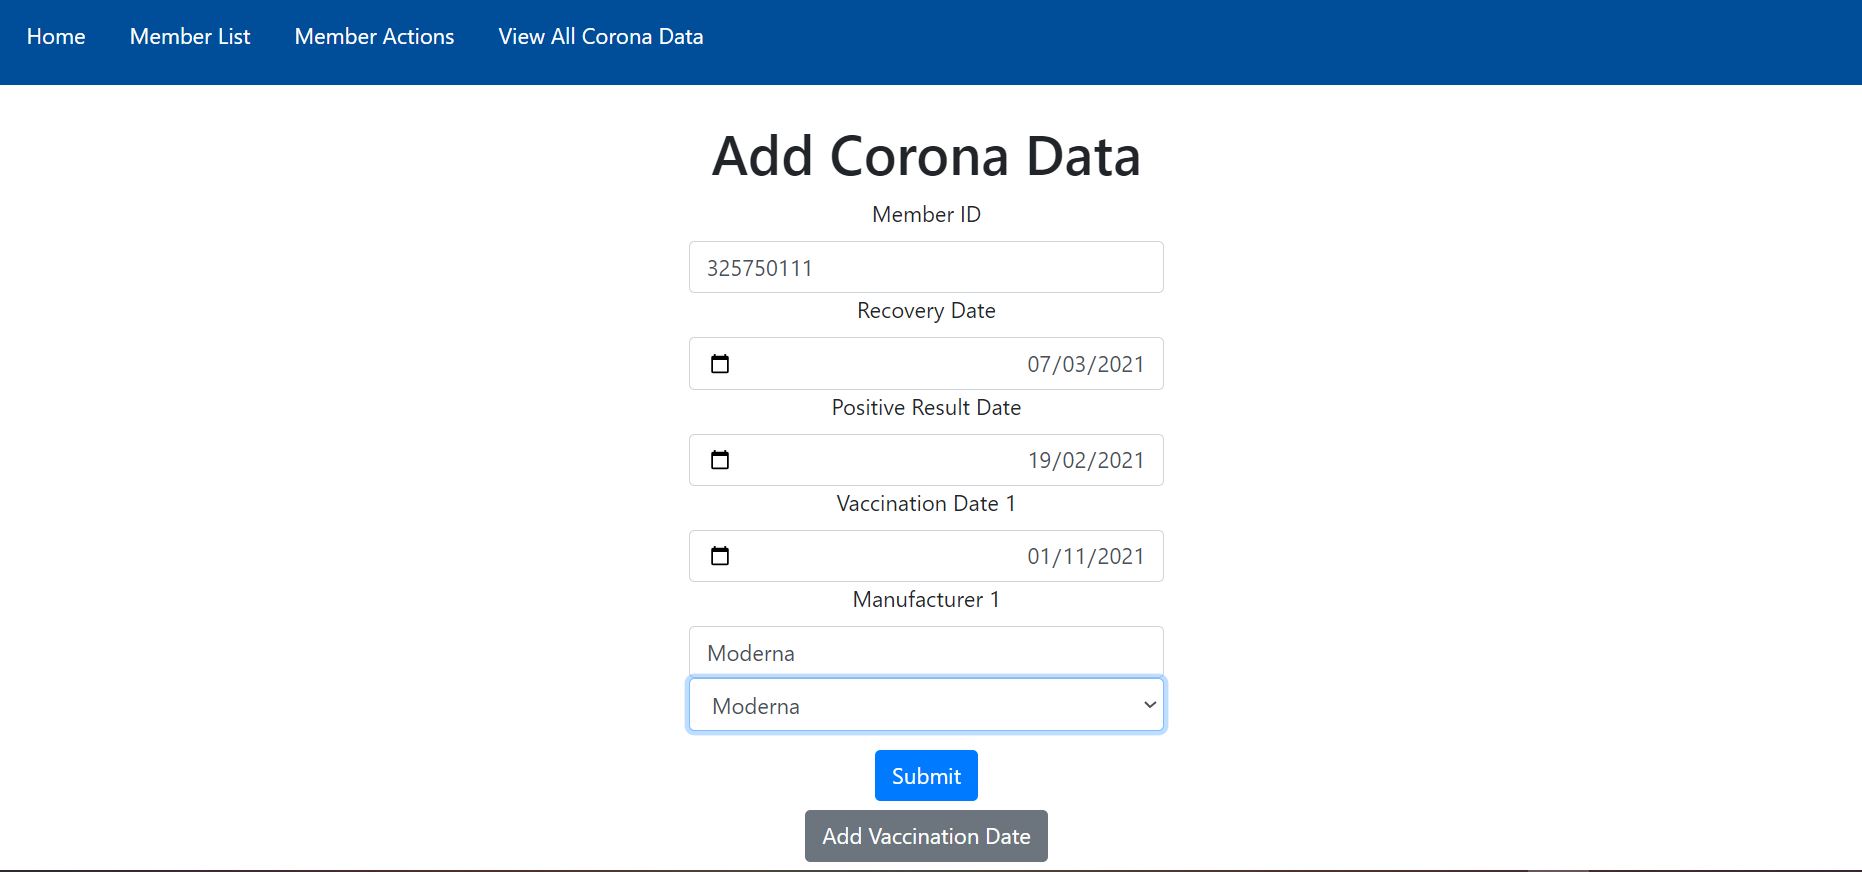 Home Member List Member Actions View All Corona Data
Add Corona Data
Member ID
325750111
Recovery Date
07/03/2021
Positive Result Date
19/02/2021
Vaccination Date 1
01/11/2021
Manufacturer 1
Moderna
Moderna
Submit
Add Vaccination Date